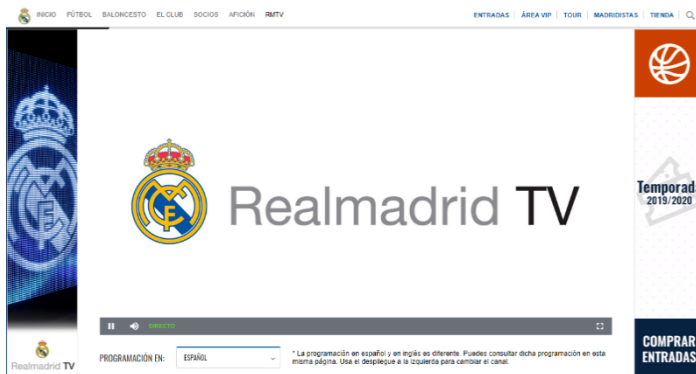 INICIO FÚTBOL BALONCESTO EL CLUB SOCIOS AFICIÓN RMTV ENTRADAS ÁREA VIP TOUR MADRIDISTAS TIENDA
Realmadrid TV
Temporada
2019/2020
DIRECTO
PROGRAMACIÓN EN: ESPAÑOL
* La programación en español y en inglés es diferente. Puedes consultar dicha programación en esta
misma página. Usa el despliegue a la izquierda para cambiar el canal.
Realmadrid TV
COMPRAR
ENTRADAS